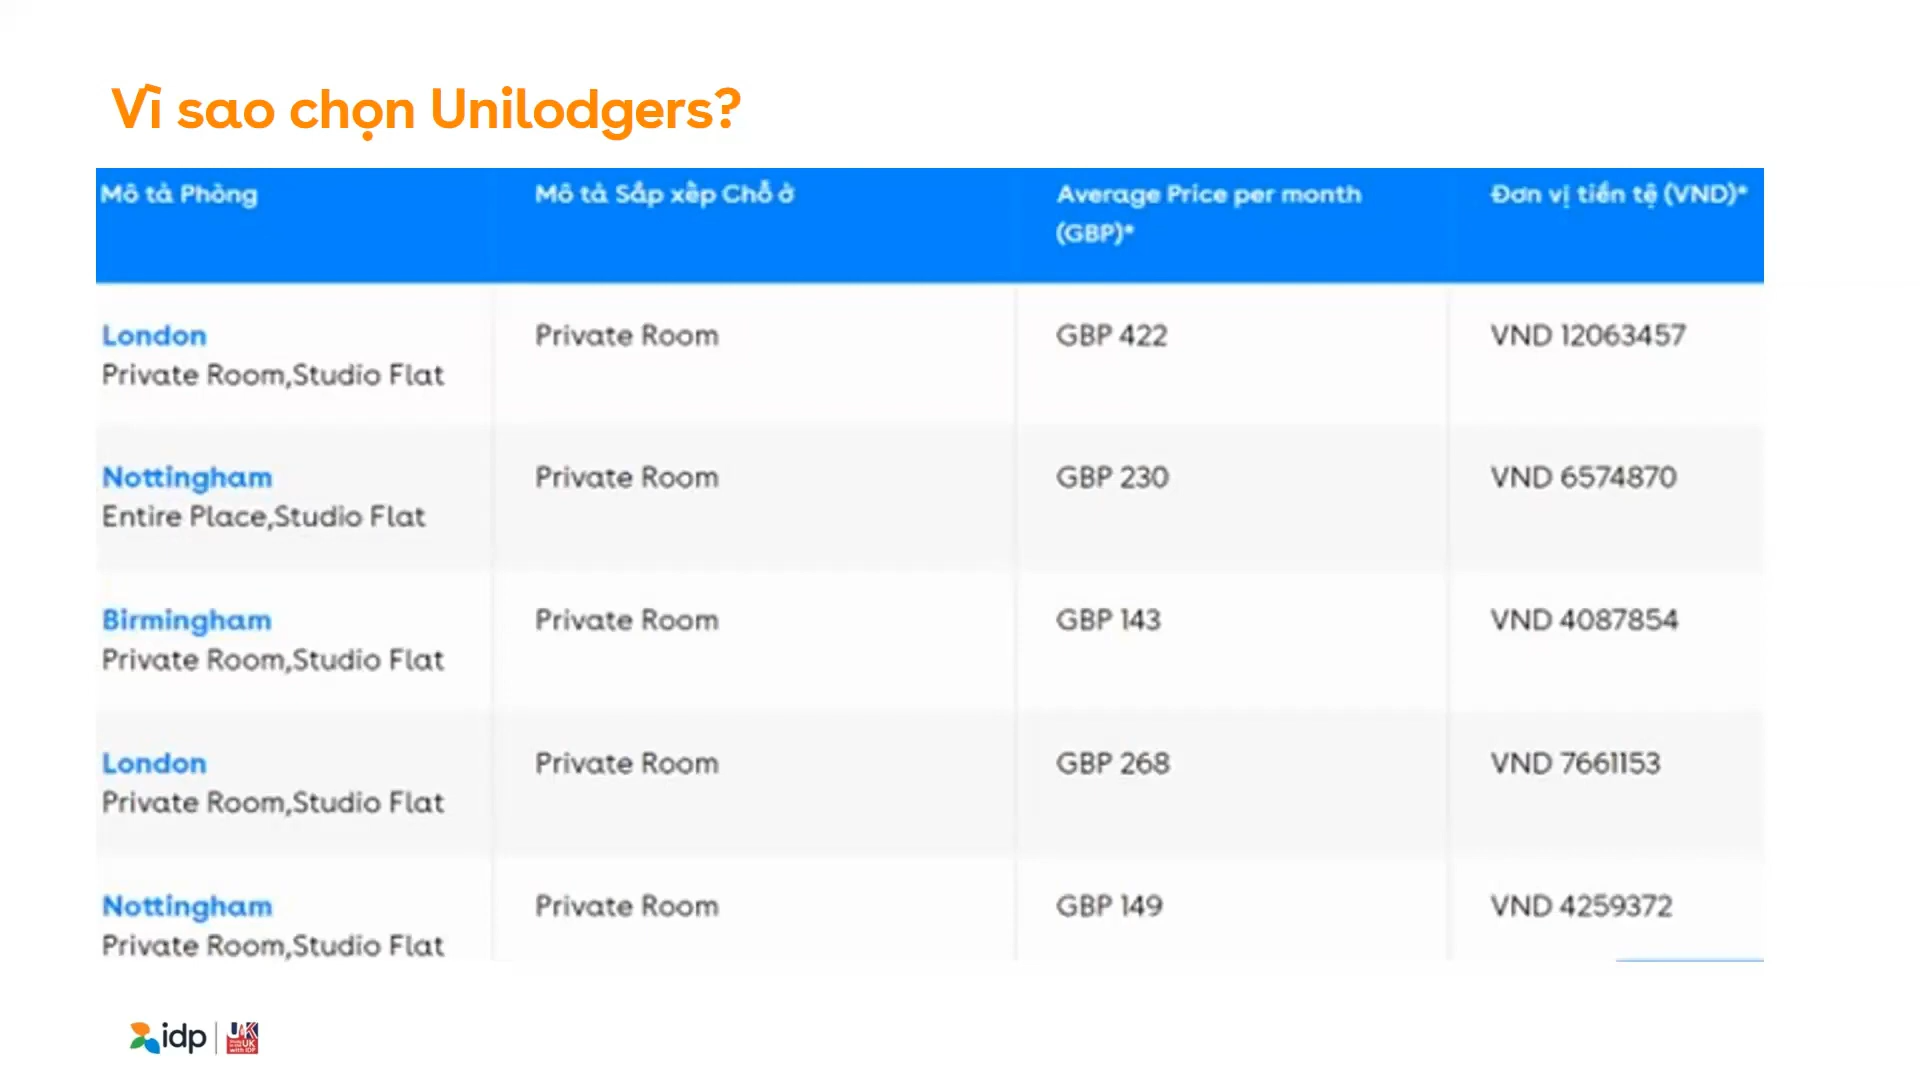 Vì sao chọn Unilodgers?
Mô tả Phòng
Mô tả Sắp xếp Chỗ ở
Average Price per month
(GBP)*
Đơn vị tiền tệ (VND)*
London
Private Room,Studio Flat
Private Room
GBP 422
VND 12063457
Nottingham
Entire Place,Studio Flat
Private Room
GBP 230
VND 6574870
Birmingham
Private Room,Studio Flat
Private Room
GBP 143
VND 4087854
London
Private Room,Studio Flat
Private Room
GBP 268
VND 7661153
Nottingham
Private Room,Studio Flat
Private Room
GBP 149
VND 4259372
idp
UK
with IDP